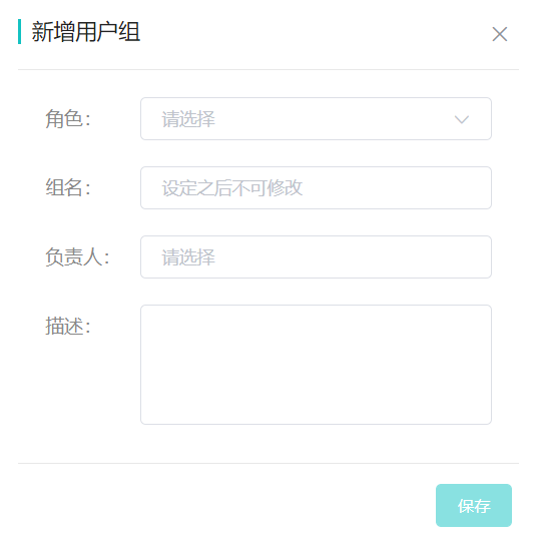 新增用户组
角色：
请选择
组名：
设定之后不可修改
负责人：
请选择
描述：
保存